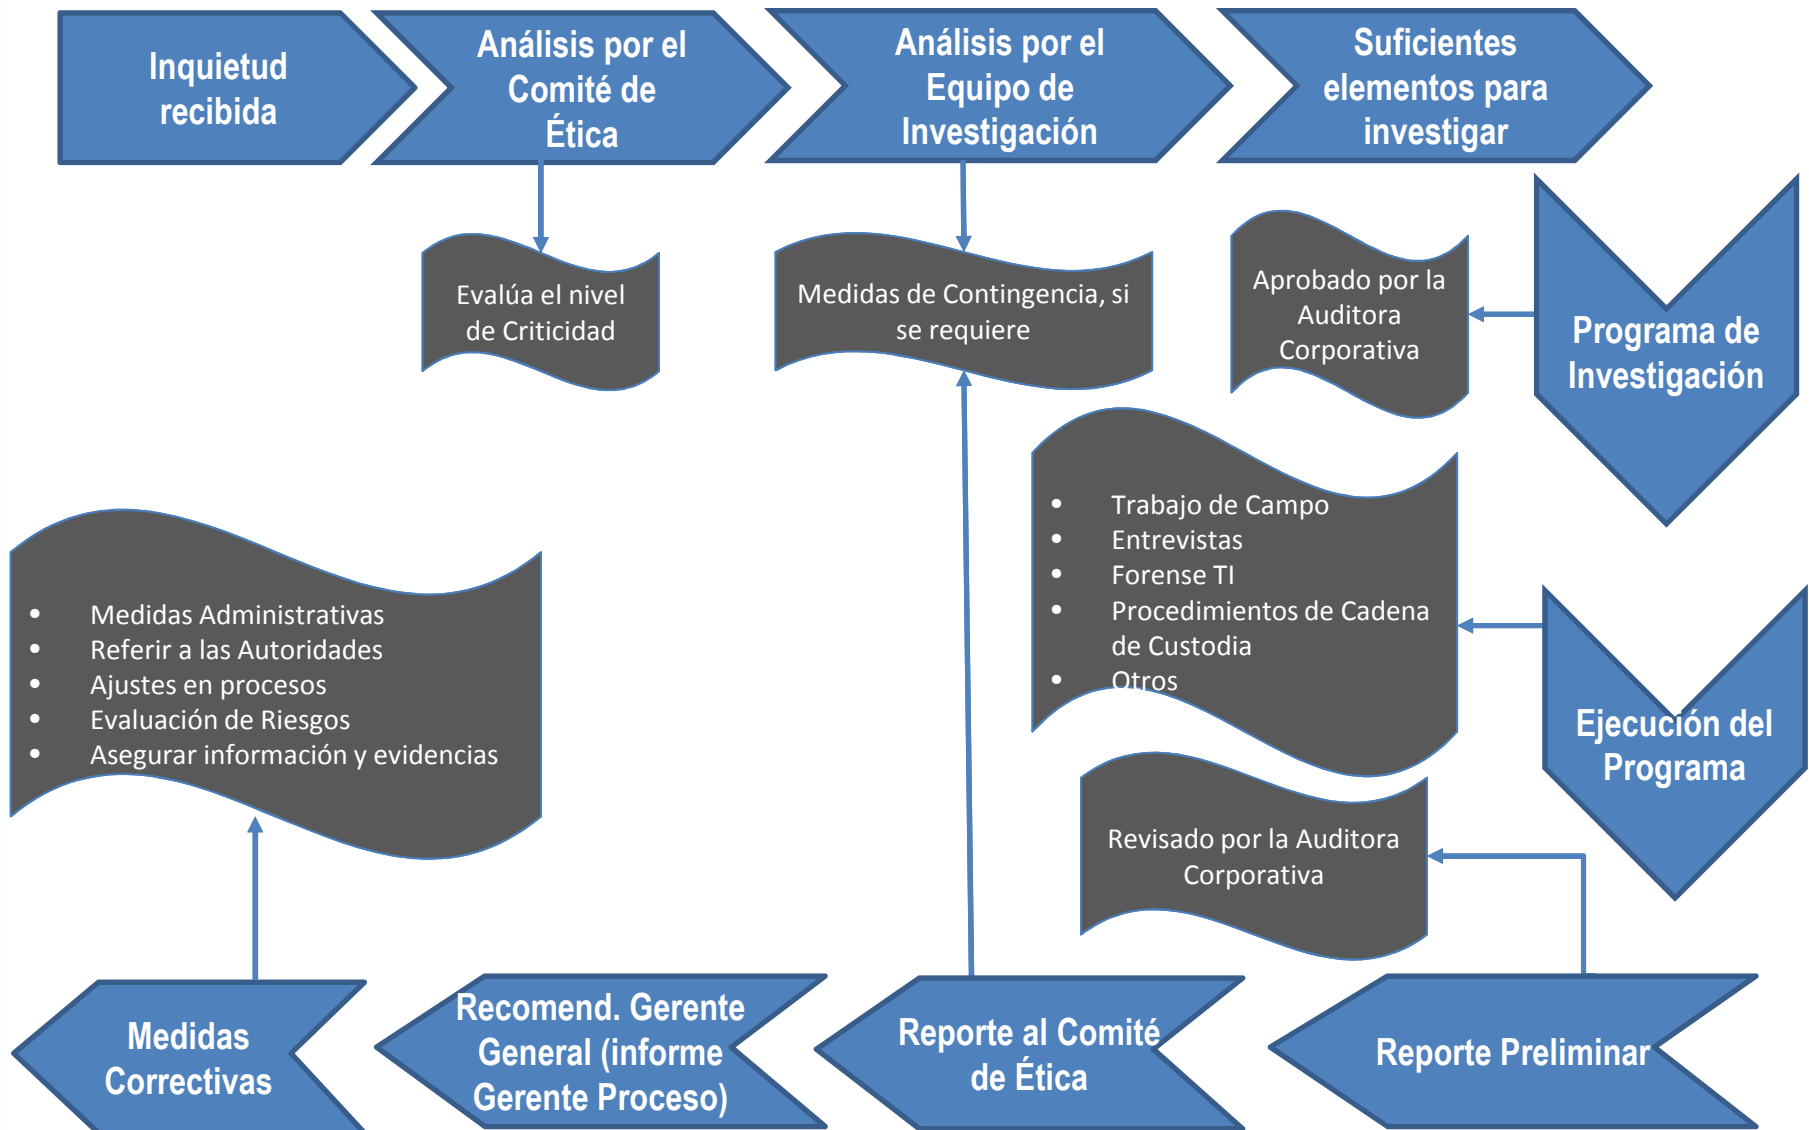 Inquietud
recibida
Análisis por el
Comité de
Ética
Análisis por el
Equipo de
Investigación
Suficientes
elementos para
investigar
Evalúa el nivel
de Criticidad
Medidas de Contingencia, si
se requiere
Aprobado por la
Auditora
Corporativa
Programa de
Investigación
• Trabajo de Campo
• Entrevistas
• Forense TI
• Procedimientos de Cadena
de Custodia
• Otros
Ejecución del
Programa
• Medidas Administrativas
• Referir a las Autoridades
• Ajustes en procesos
• Evaluación de Riesgos
• Asegurar información y evidencias
Revisado por la Auditora
Corporativa
Medidas
Correctivas
Recomend. Gerente
General (informe
Gerente Proceso)
Reporte al Comité
de Ética
Reporte Preliminar